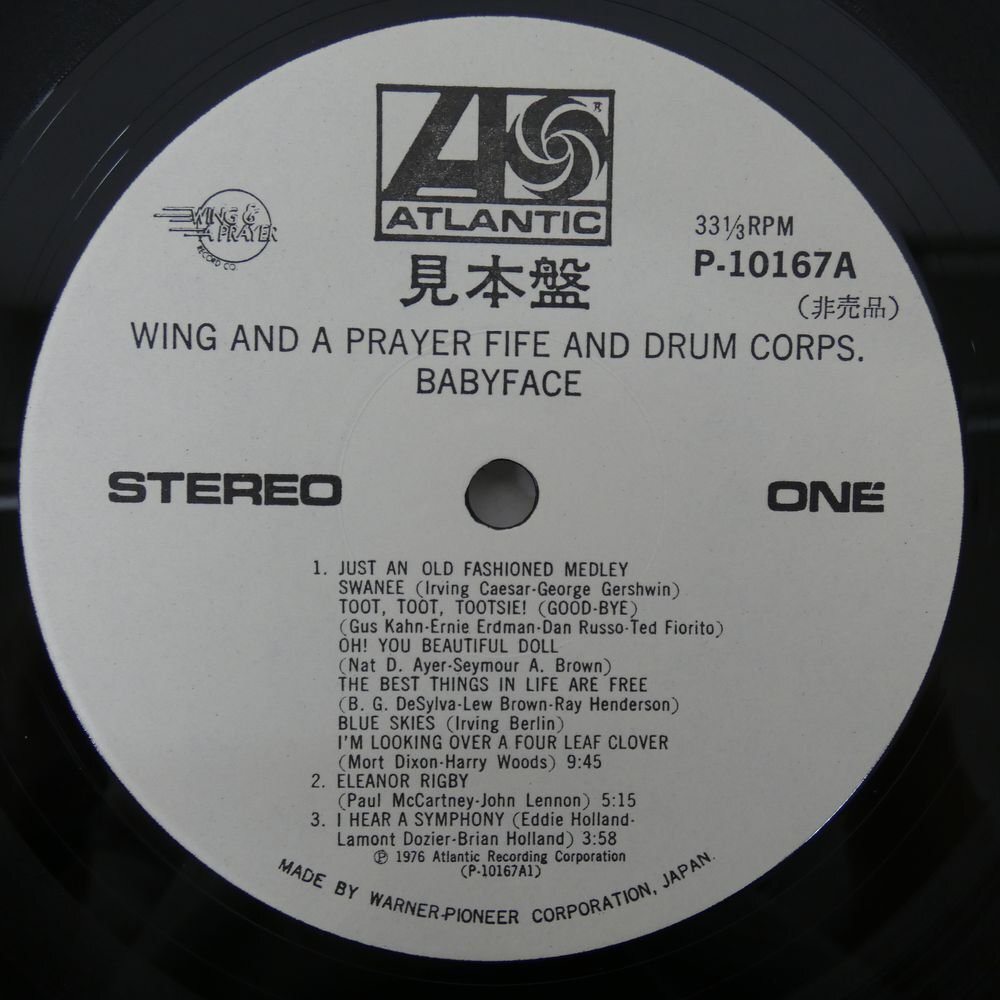 R
ATLANTIC
WING &
A PRAYER
RECORD CO.
33⅓RPM
P-10167A
見本盤
(非売品)
WING AND A PRAYER FIFE AND DRUM CORPS.
BABYFACE
STEREO
ONE
1. JUST AN OLD FASHIONED MEDLEY
SWANEE (Irving Caesar-George Gershwin)
TOOT, TOOT, TOOTSIE! (GOOD-BYE)
(Gus Kahn-Ernie Erdman-Dan Russo-Ted Fiorito)
OH! YOU BEAUTIFUL DOLL
(Nat D. Ayer-Seymour A. Brown)
THE BEST THINGS IN LIFE ARE FREE
(B. G. DeSylva-Lew Brown-Ray Henderson)
BLUE SKIES (Irving Berlin)
I'M LOOKING OVER A FOUR LEAF CLOVER
(Mort Dixon-Harry Woods) 9:45
2. ELEANOR RIGBY
(Paul McCartney-John Lennon) 5:15
3. I HEAR A SYMPHONY (Eddie Holland-
Lamont Dozier-Brian Holland) 3:58
℗ 1976 Atlantic Recording Corporation
(P-10167A1)
MADE BY WARNER-PIONEER CORPORATION, JAPAN.